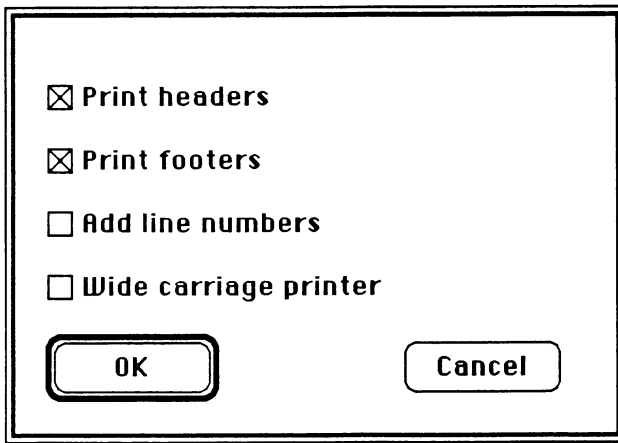 Print headers
Print footers
Add line numbers
Wide carriage printer
OK
Cancel